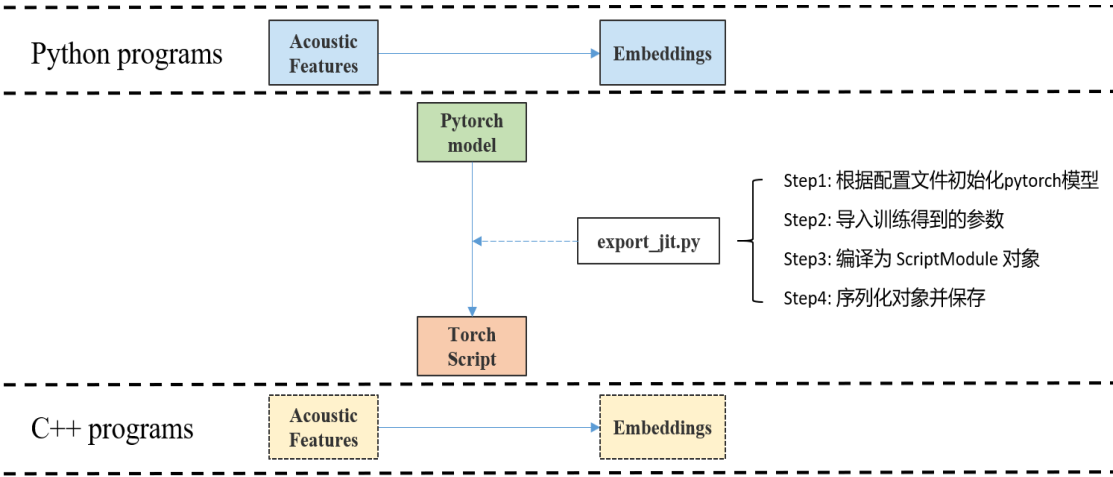 Python programs
Acoustic
Features
Embeddings
Pytorch
model
export_jit.py
Step1: 根据配置文件初始化pytorch模型
Step2: 导入训练得到的参数
Step3: 编译为 ScriptModule 对象
Step4: 序列化对象并保存
Torch
Script
C++ programs
Acoustic
Features
Embeddings